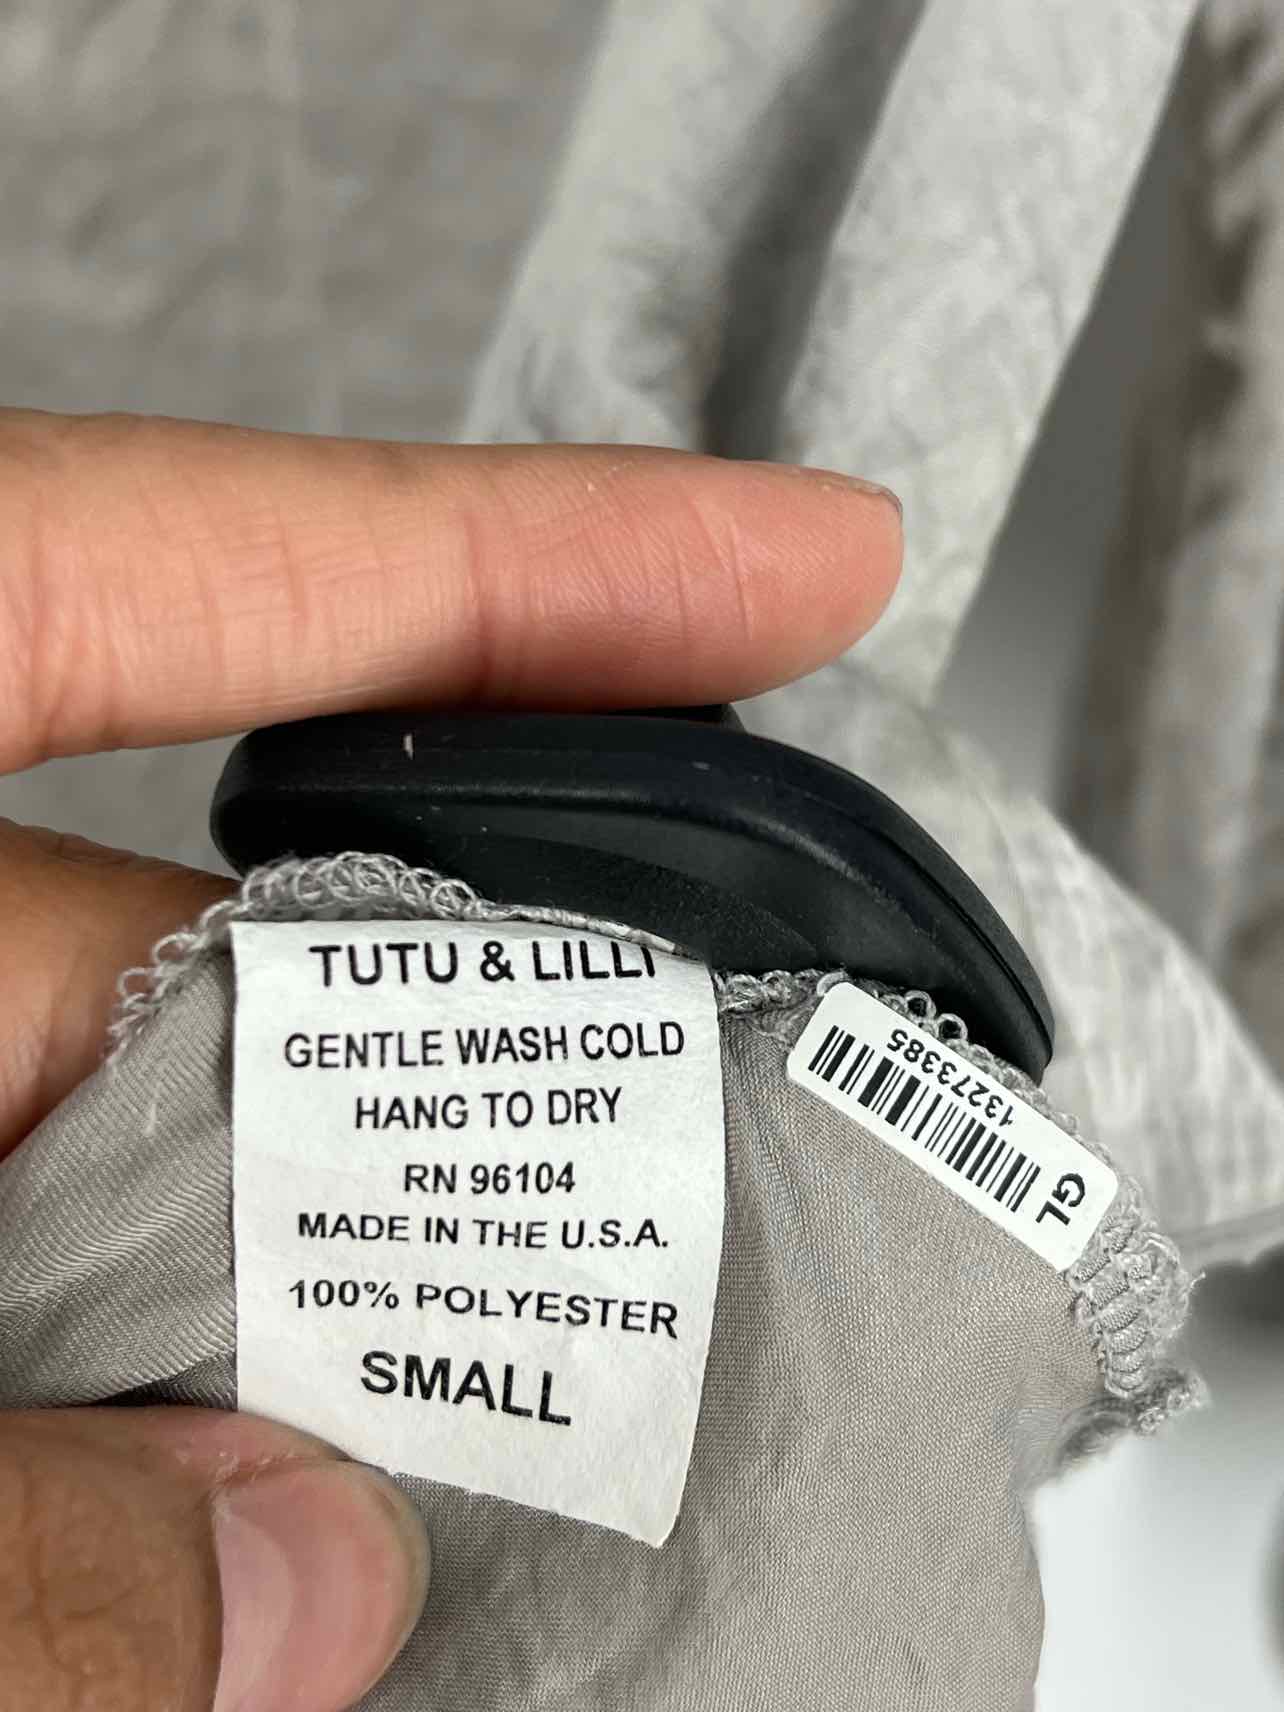 TUTU & LILLI
GENTLE WASH COLD
HANG TO DRY
RN 96104
MADE IN THE U.S.A.
100% POLYESTER
SMALL
13273385
GL